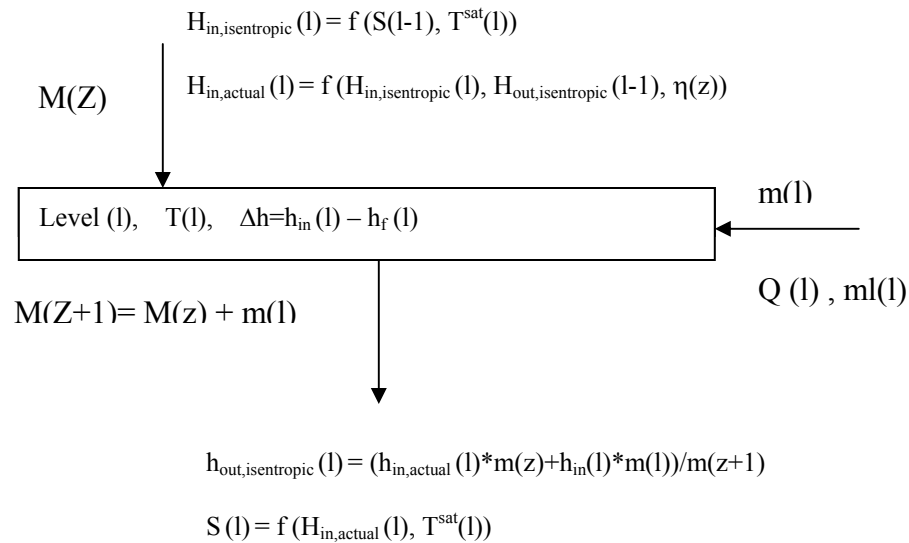 H_in,isentropic (l) = f (S(l-1), T^sat(l))
H_in,actual (l) = f (H_in,isentropic (l), H_out,isentropic (l-1), η(z))
M(Z)
m(l)
Level (l), T(l), Δh=h_in (l) – h_f (l)
Q (l) , ml(l)
M(Z+1)= M(z) + m(l)
h_out,isentropic (l) = (h_in,actual (l)*m(z)+h_in(l)*m(l))/m(z+1)
S (l) = f (H_in,actual (l), T^sat(l))